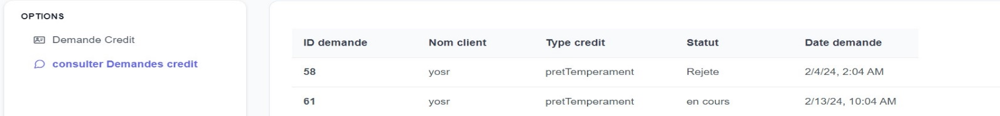 OPTIONS
Demande Credit
consulter Demandes credit
ID demande Nom client Type credit Statut Date demande
58 yosr pretTemperament Rejete 2/4/24, 2:04 AM
61 yosr pretTemperament en cours 2/13/24, 10:04 AM